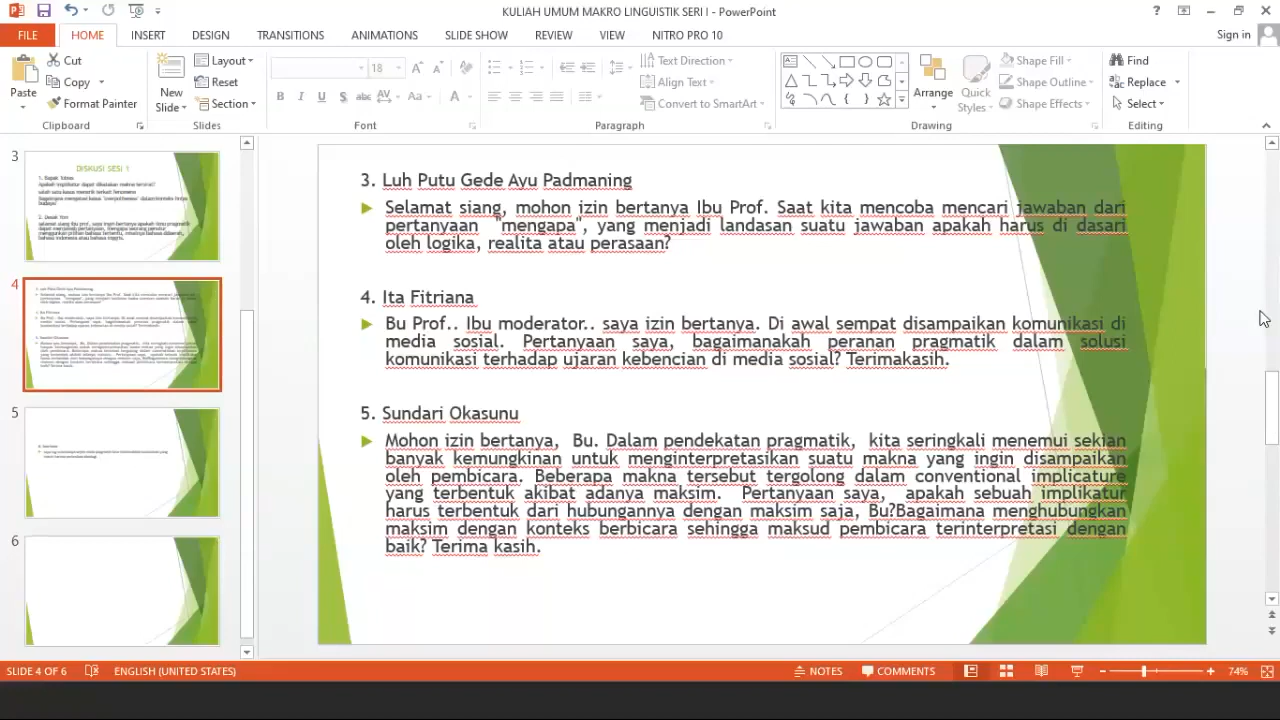 KULIAH UMUM MAKRO LINGUISTIK SERI I - PowerPoint
FILE HOME INSERT DESIGN TRANSITIONS ANIMATIONS SLIDE SHOW REVIEW VIEW NITRO PRO 10 Sign in
Paste
Cut
Copy
Format Painter
Clipboard
New
Slide
Layout
Reset
Section
Slides
18
Font
Paragraph
Text Direction
Align Text
Convert to SmartArt
Arrange
Quick
Styles
Drawing
Shape Fill
Shape Outline
Shape Effects
Find
Replace
Select
Editing
3
DISKUSI SESI 1
4
5
6
3. Luh Putu Gede Ayu Padmaning
Selamat siang, mohon izin bertanya Ibu Prof. Saat kita mencoba mencari jawaban dari
pertanyaan "mengapa", yang menjadi landasan suatu jawaban apakah harus di dasari
oleh logika, realita atau perasaan?
4. Ita Fitriana
Bu Prof.. Ibu moderator.. saya izin bertanya. Di awal sempat disampaikan komunikasi di
media sosial. Pertanyaan saya, bagaimanakah peranan pragmatik dalam solusi
komunikasi terhadap ujaran kebencian di media sosial? Terimakasih.
5. Sundari Okasunu
Mohon izin bertanya, Bu. Dalam pendekatan pragmatik, kita seringkali menemui sekian
banyak kemungkinan untuk menginterpretasikan suatu makna yang ingin disampaikan
oleh pembicara. Beberapa makna tersebut tergolong dalam conventional implicature
yang terbentuk akibat adanya maksim. Pertanyaan saya, apakah sebuah implikatur
harus terbentuk dari hubungannya dengan maksim saja, Bu?Bagaimana menghubungkan
maksim dengan konteks berbicara sehingga maksud pembicara terinterpretasi dengan
baik? Terima kasih.
SLIDE 4 OF 6 ENGLISH (UNITED STATES) NOTES COMMENTS 74%